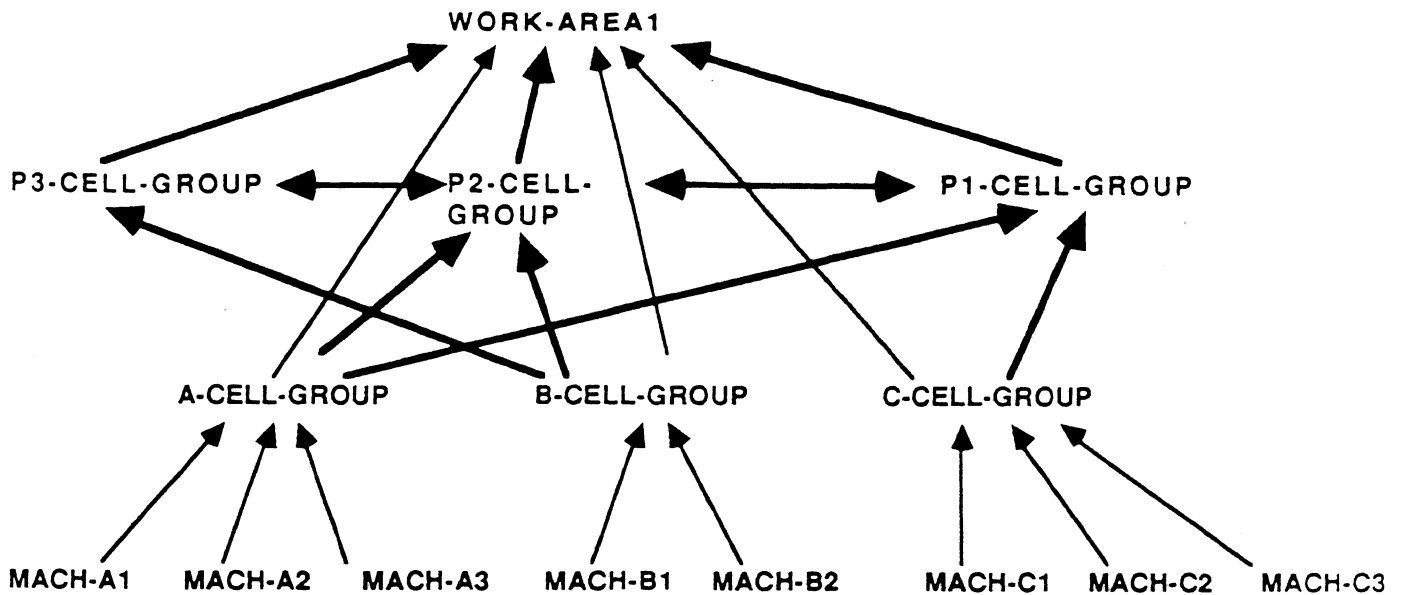 WORK-AREA1
P3-CELL-GROUP
P2-CELL-
GROUP
P1-CELL-GROUP
A-CELL-GROUP
B-CELL-GROUP
C-CELL-GROUP
MACH-A1
MACH-A2
MACH-A3
MACH-B1
MACH-B2
MACH-C1
MACH-C2
MACH-C3